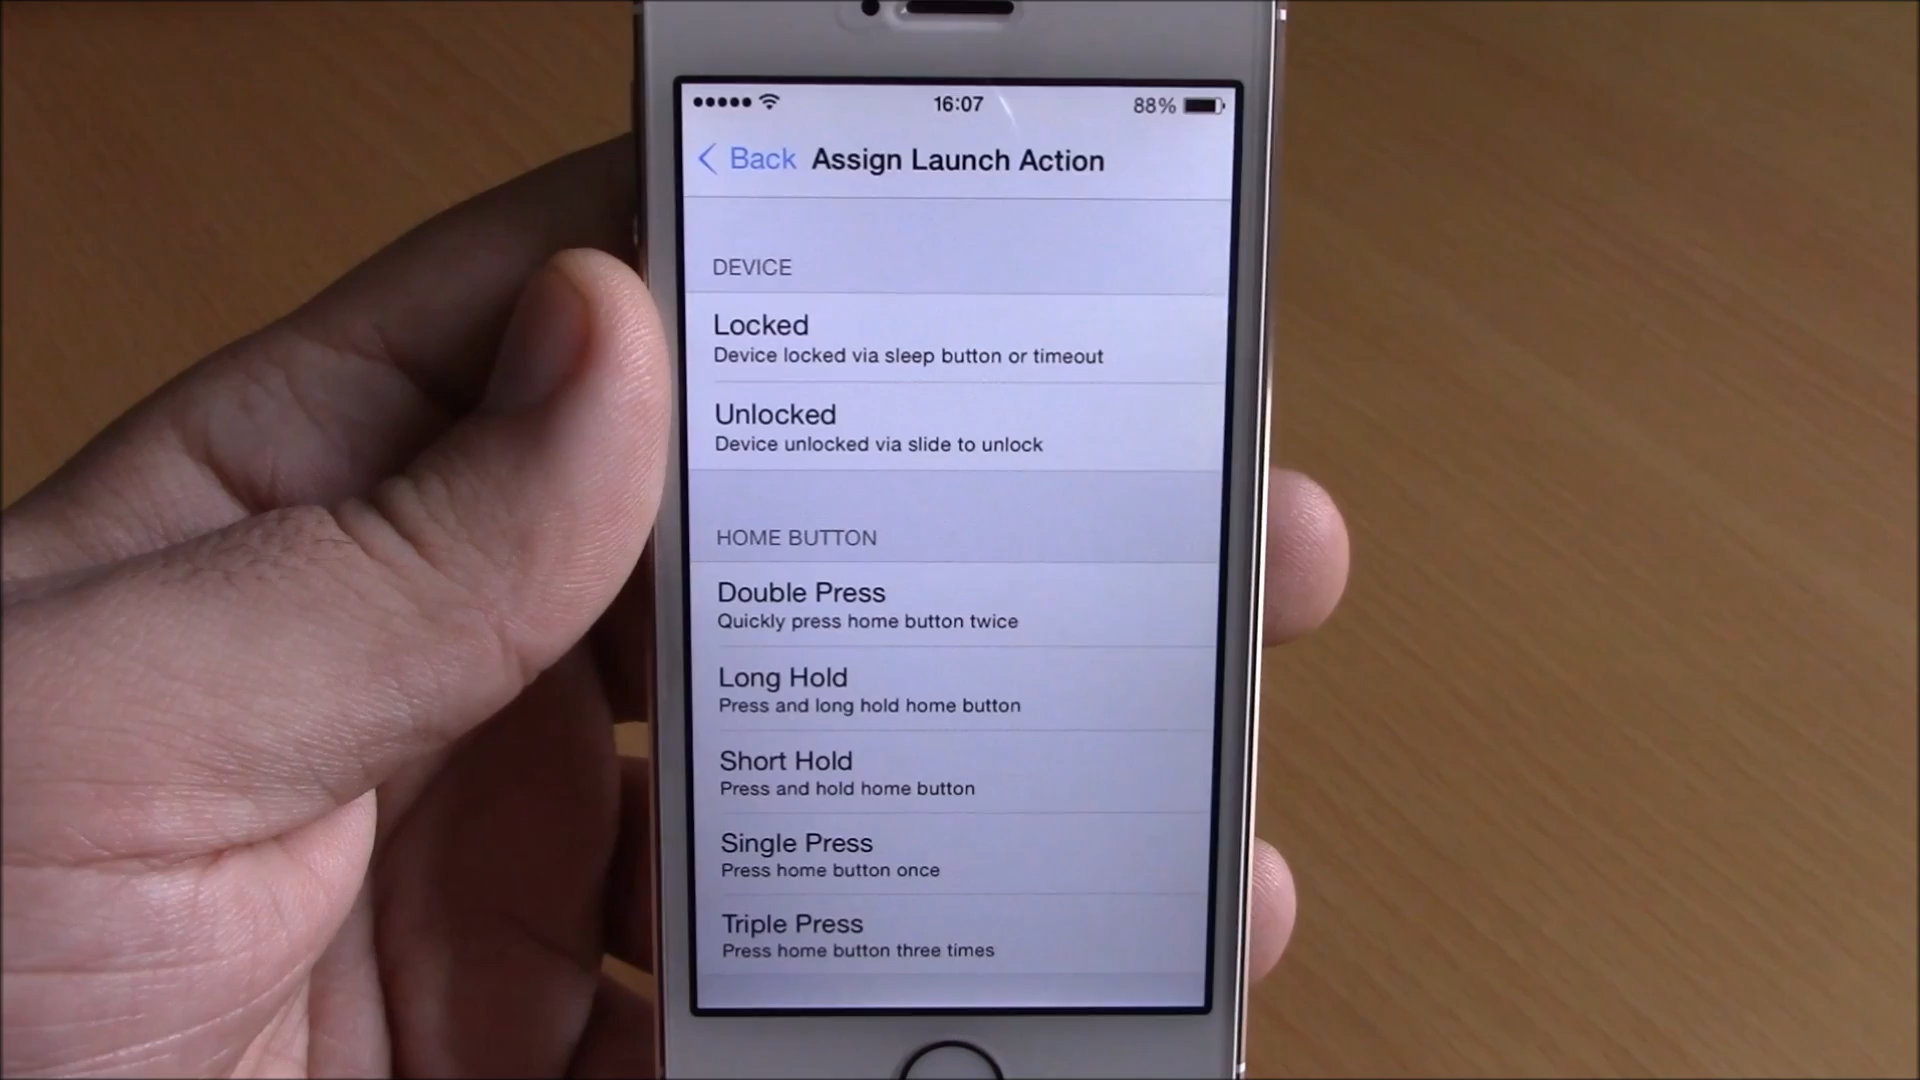 16:07
88%
Back Assign Launch Action
DEVICE
Locked
Device locked via sleep button or timeout
Unlocked
Device unlocked via slide to unlock
HOME BUTTON
Double Press
Quickly press home button twice
Long Hold
Press and long hold home button
Short Hold
Press and hold home button
Single Press
Press home button once
Triple Press
Press home button three times